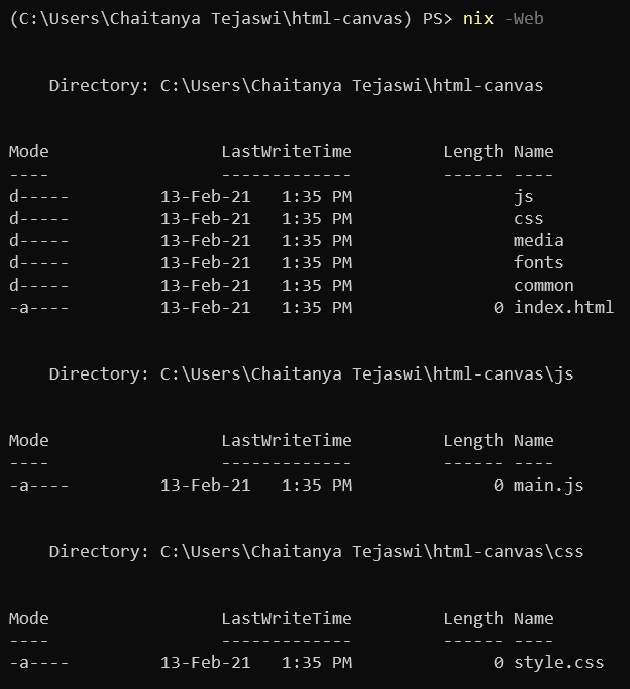 (C:\Users\Chaitanya Tejaswi\html-canvas) PS> nix -Web
Directory: C:\Users\Chaitanya Tejaswi\html-canvas
Mode LastWriteTime Length Name
---- ------------- ------ ----
d----- 13-Feb-21 1:35 PM js
d----- 13-Feb-21 1:35 PM css
d----- 13-Feb-21 1:35 PM media
d----- 13-Feb-21 1:35 PM fonts
d----- 13-Feb-21 1:35 PM common
-a---- 13-Feb-21 1:35 PM 0 index.html
Directory: C:\Users\Chaitanya Tejaswi\html-canvas\js
Mode LastWriteTime Length Name
---- ------------- ------ ----
-a---- 13-Feb-21 1:35 PM 0 main.js
Directory: C:\Users\Chaitanya Tejaswi\html-canvas\css
Mode LastWriteTime Length Name
---- ------------- ------ ----
-a---- 13-Feb-21 1:35 PM 0 style.css